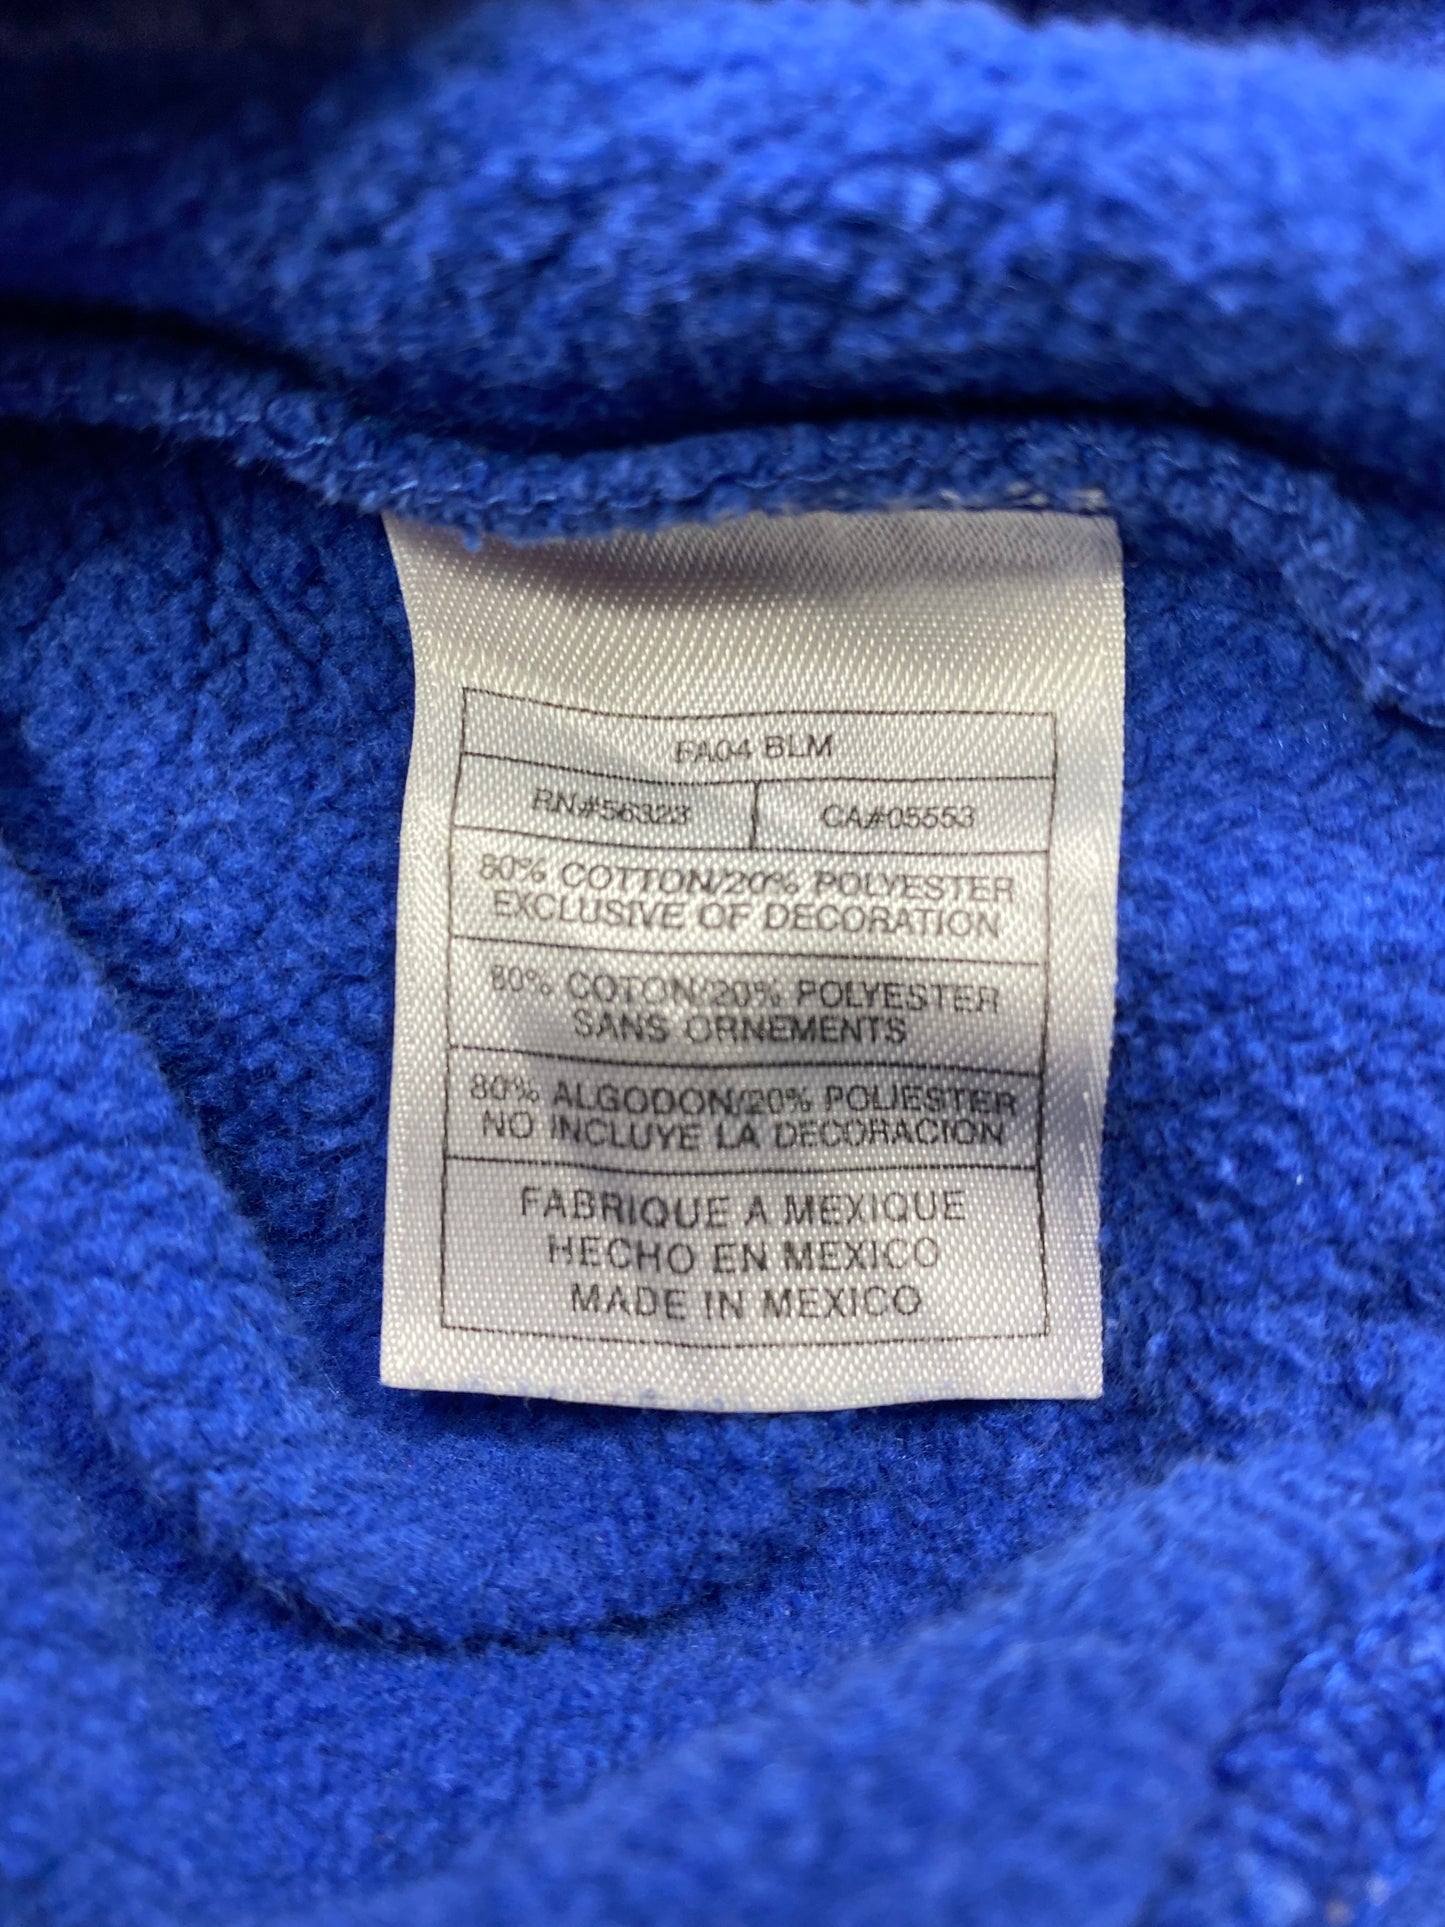 FA04 BLM
RN#56323 CA#05553
80% COTTON/20% POLYESTER
EXCLUSIVE OF DECORATION
80% COTON/20% POLYESTER
SANS ORNEMENTS
80% ALGODON/20% POLIESTER
NO INCLUYE LA DECORACION
FABRIQUE A MEXIQUE
HECHO EN MEXICO
MADE IN MEXICO